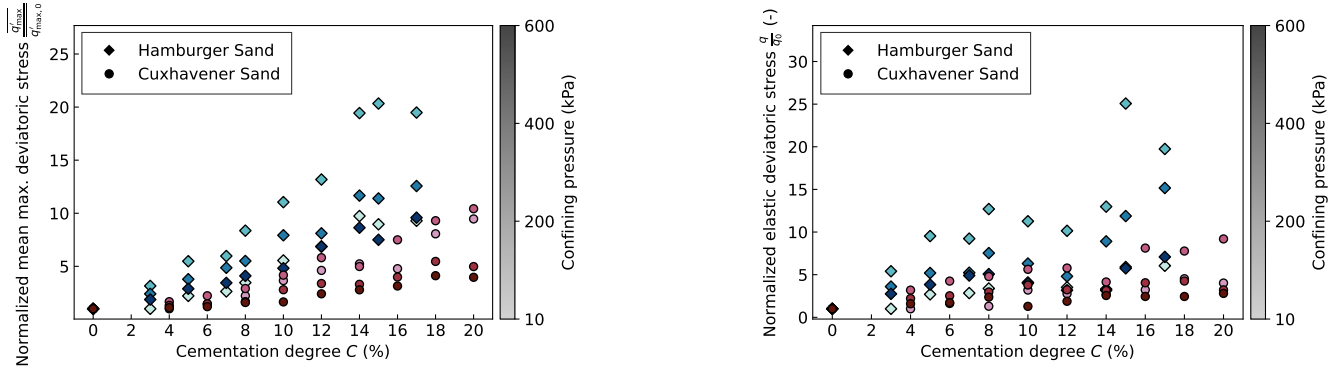 Normalized mean max. deviatoric stress q′max / q′max, 0
25
20
15
10
5
Hamburger Sand
Cuxhavener Sand
0 2 4 6 8 10 12 14 16 18 20
Cementation degree C (%)
600
400
200
10
Confining pressure (kPa)
Normalized elastic deviatoric stress q / q0 (-)
30
25
20
15
10
5
0
Hamburger Sand
Cuxhavener Sand
0 2 4 6 8 10 12 14 16 18 20
Cementation degree C (%)
600
400
200
10
Confining pressure (kPa)